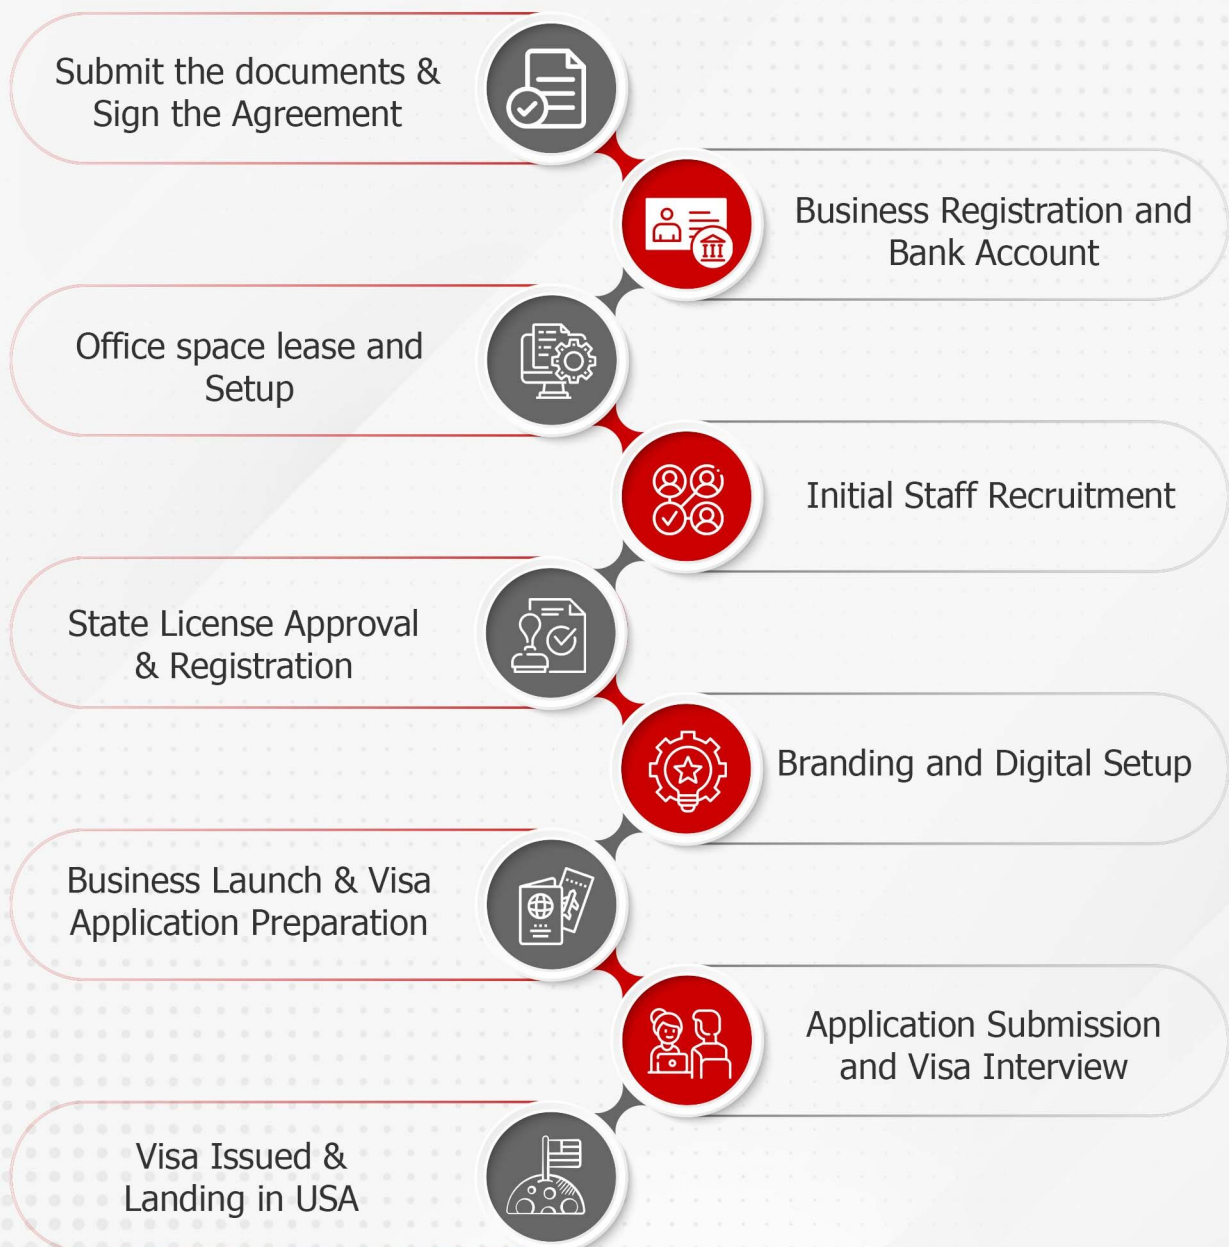 Submit the documents &
Sign the Agreement
Business Registration and
Bank Account
Office space lease and
Setup
Initial Staff Recruitment
State License Approval
& Registration
Branding and Digital Setup
Business Launch & Visa
Application Preparation
Application Submission
and Visa Interview
Visa Issued &
Landing in USA